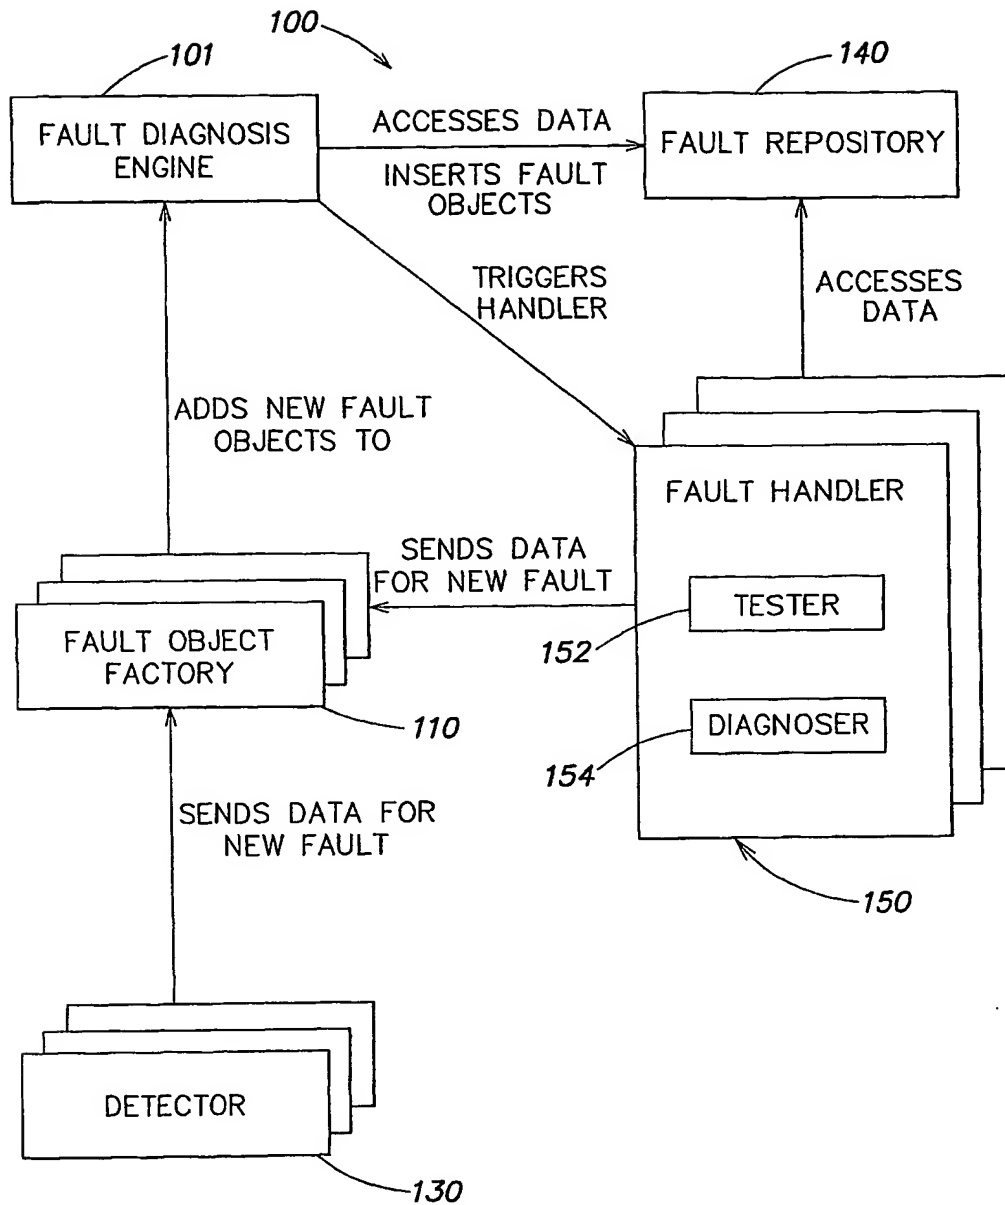 100
101
140
FAULT DIAGNOSIS
ENGINE
ACCESSES DATA
INSERTS FAULT
OBJECTS
FAULT REPOSITORY
TRIGGERS
HANDLER
ACCESSES
DATA
ADDS NEW FAULT
OBJECTS TO
FAULT HANDLER
SENDS DATA
FOR NEW FAULT
TESTER
152
FAULT OBJECT
FACTORY
110
DIAGNOSER
154
SENDS DATA FOR
NEW FAULT
150
DETECTOR
130